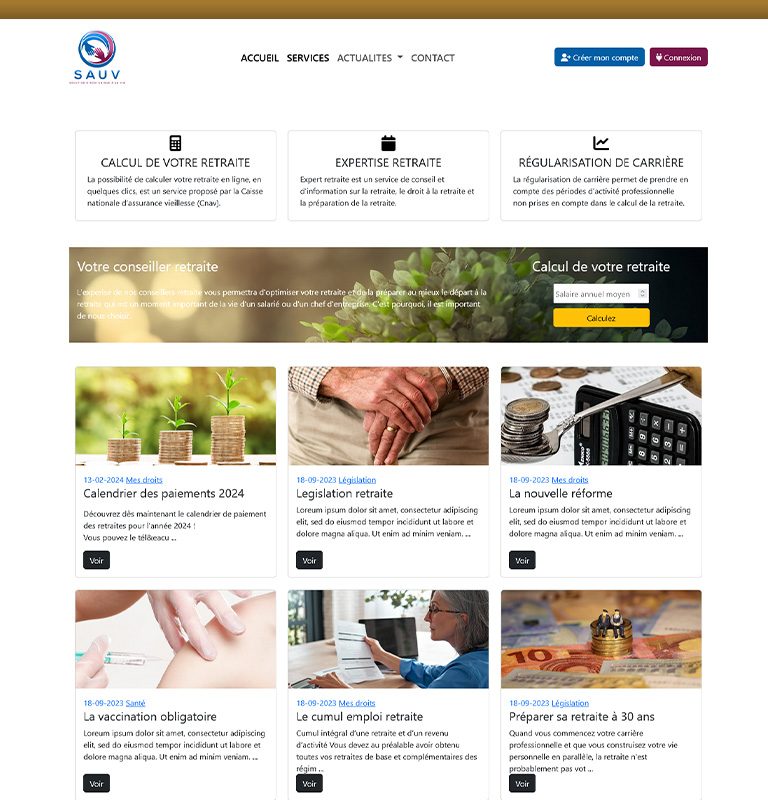 SAUV
ACCUEIL SERVICES ACTUALITES CONTACT
Créer mon compte Connexion
CALCUL DE VOTRE RETRAITE
La possibilité de calculer votre retraite en ligne, en
quelques clics, est un service proposé par la Caisse
nationale d'assurance vieillesse (Cnav).
EXPERTISE RETRAITE
Expert retraite est un service de conseil et
d'information sur la retraite, le droit à la retraite et
la préparation de la retraite.
RÉGULARISATION DE CARRIÈRE
La régularisation de carrière permet de prendre en
compte des périodes d'activité professionnelle
non prises en compte dans le calcul de la retraite.
Votre conseiller retraite
L'expertise de nos conseillers retraite vous permettra d'optimiser votre retraite et de la préparer au mieux le départ à la
retraite qui est un moment important de la vie d'un salarié ou d'un chef d'entreprise. C'est pourquoi, il est important
de nous choisir.
Calcul de votre retraite
Salaire annuel moyen
Calculez
13-02-2024 Mes droits
Calendrier des paiements 2024
Découvrez dès maintenant le calendrier de paiement
des retraites pour l'année 2024 !
Vous pouvez le tél&eacu ...
Voir
18-09-2023 Législation
Legislation retraite
Loreum ipsum dolor sit amet, consectetur adipiscing
elit, sed do eiusmod tempor incididunt ut labore et
dolore magna aliqua. Ut enim ad minim veniam. ...
Voir
18-09-2023 Mes droits
La nouvelle réforme
Loreum ipsum dolor sit amet, consectetur adipiscing
elit, sed do eiusmod tempor incididunt ut labore et
dolore magna aliqua. Ut enim ad minim veniam. ...
Voir
18-09-2023 Santé
La vaccination obligatoire
Loreum ipsum dolor sit amet, consectetur adipiscing
elit, sed do eiusmod tempor incididunt ut labore et
dolore magna aliqua. Ut enim ad minim veniam. ...
Voir
18-09-2023 Mes droits
Le cumul emploi retraite
Cumul intégral d'une retraite et d'un revenu
d'activité Vous devez au préalable avoir obtenu
toutes vos retraites de base et complémentaires des
régim ...
Voir
10
18-09-2023 Législation
Préparer sa retraite à 30 ans
Quand vous commencez votre carrière
professionnelle et que vous construisez votre vie
personnelle en parallèle, la retraite n'est
probablement pas vot ...
Voir